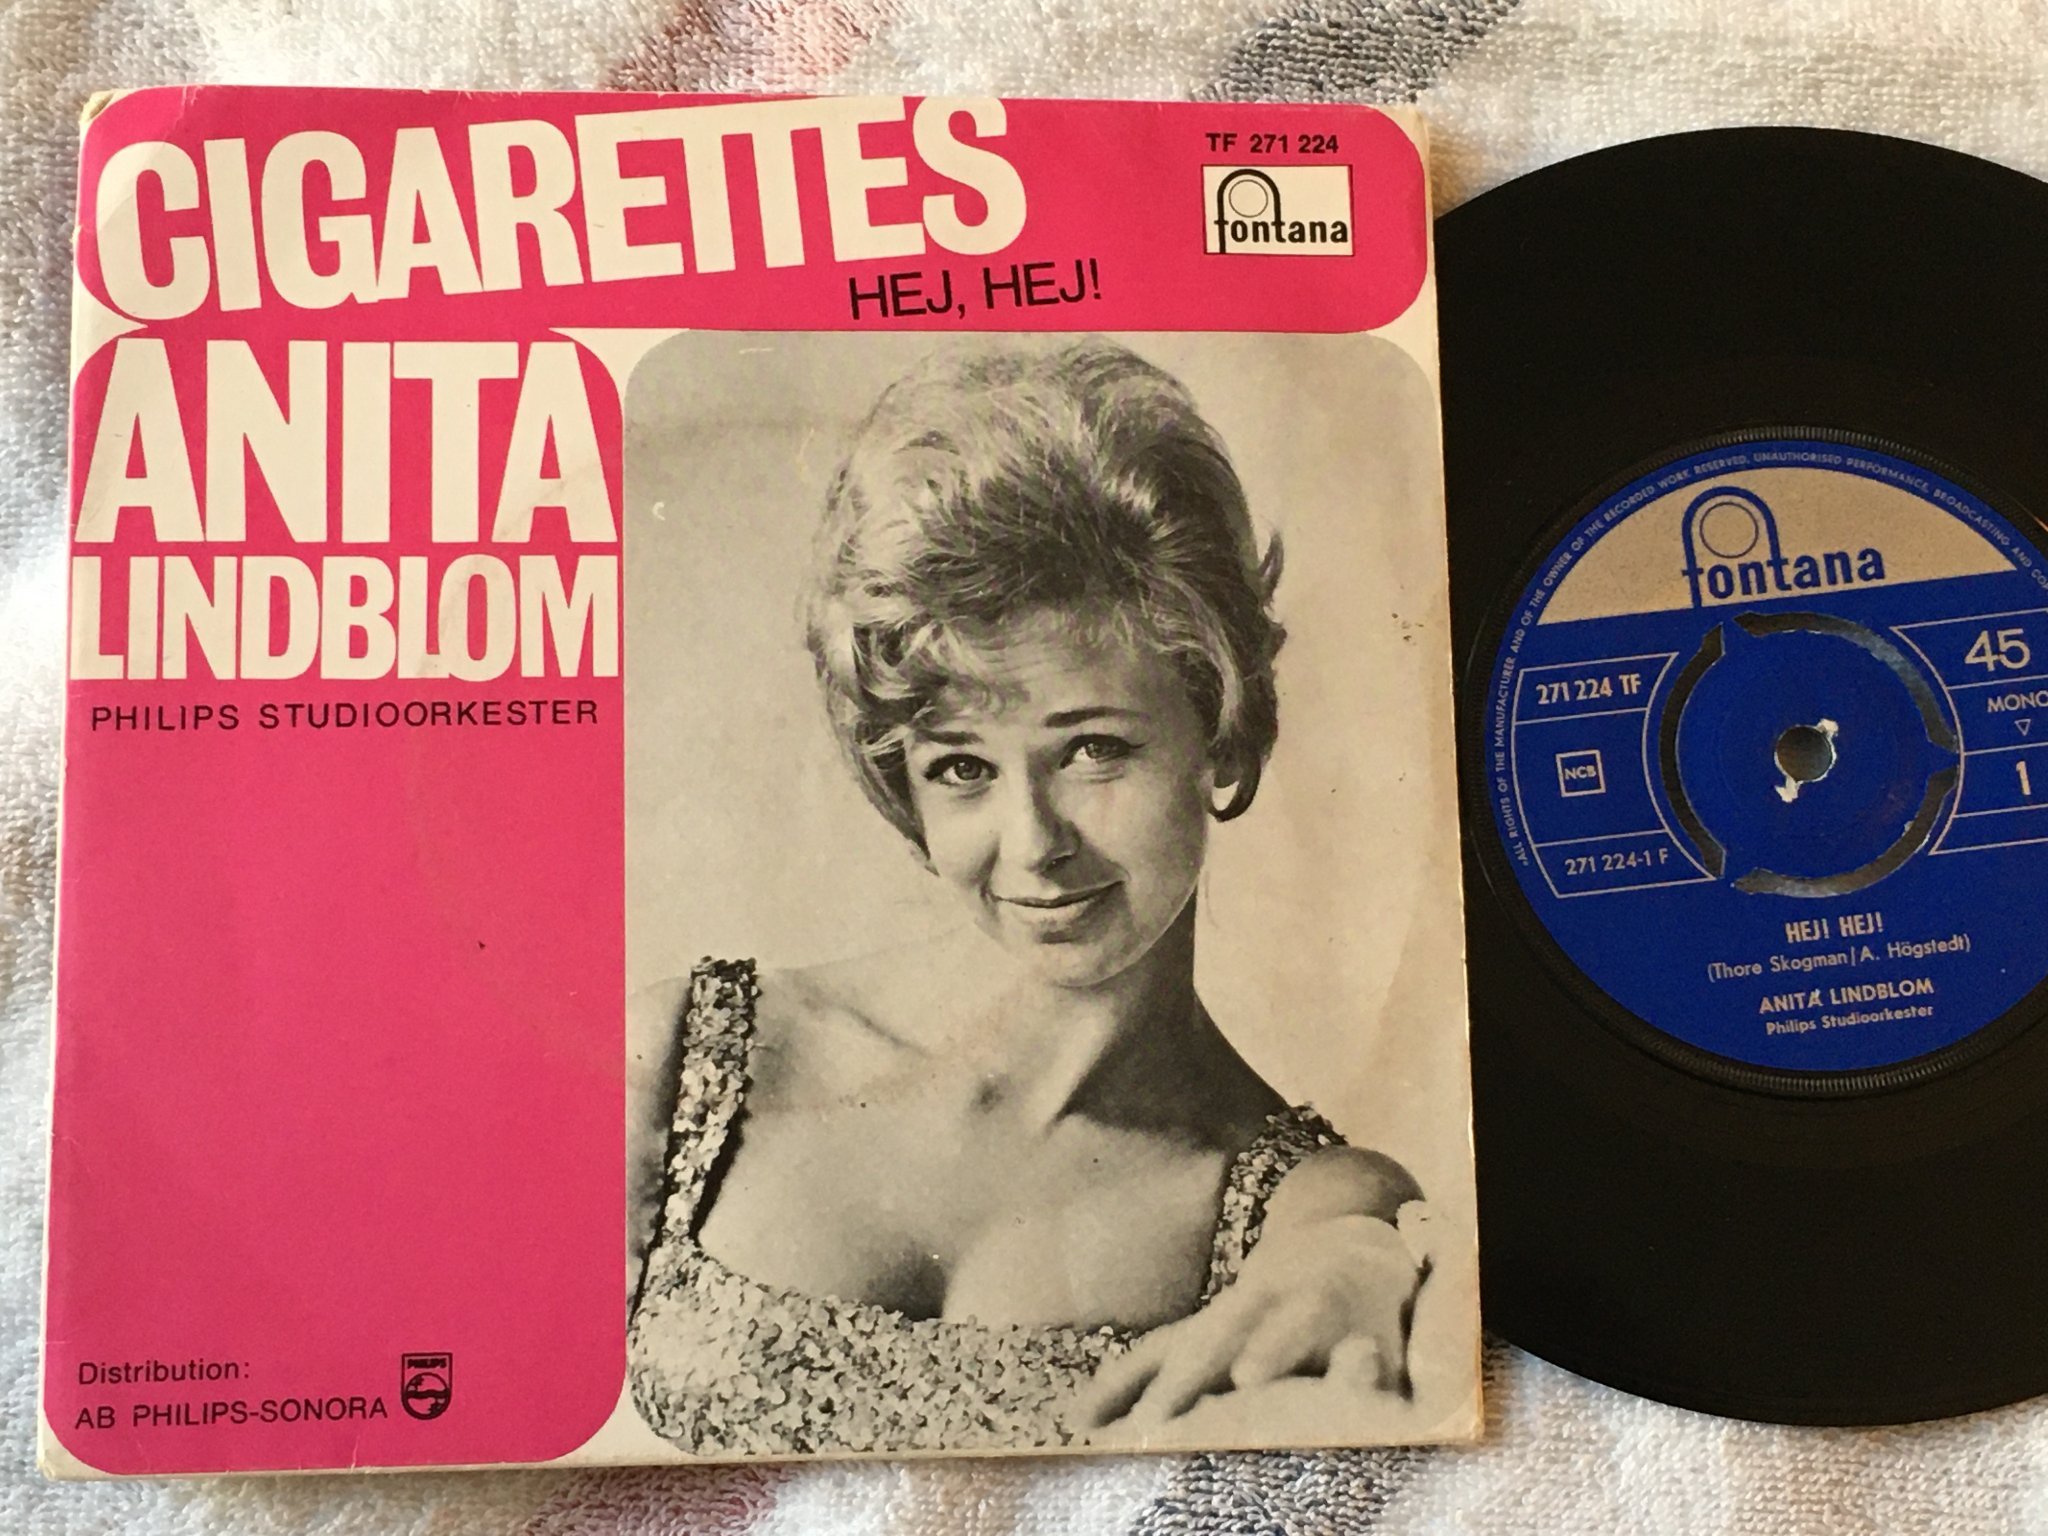 CIGARETTES
HEJ, HEJ!
TF 271 224
fontana
ANITA
LINDBLOM
PHILIPS STUDIOORKESTER
Distribution:
AB PHILIPS-SONORA
PHILIPS
"ALL RIGHTS OF THE MANUFACTURER AND OF THE OWNER OF THE RECORDED WORK RESERVED. UNAUTHORISED PERFORMANCE, BROADCASTING AND
fontana
271 224 TF
45
MONO
NCB
1
271 224-1 F
HEJ! HEJ!
(Thore Skogman/A. Högstedt)
ANITA LINDBLOM
Philips Studioorkester